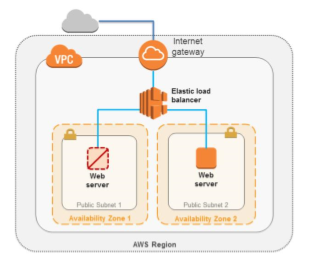 Internet
gateway
VPC
Elastic load
balancer
Web
server
Web
server
Public Subnet 1
Public Subnet 2
Availability Zone 1
Availability Zone 2
AWS Region